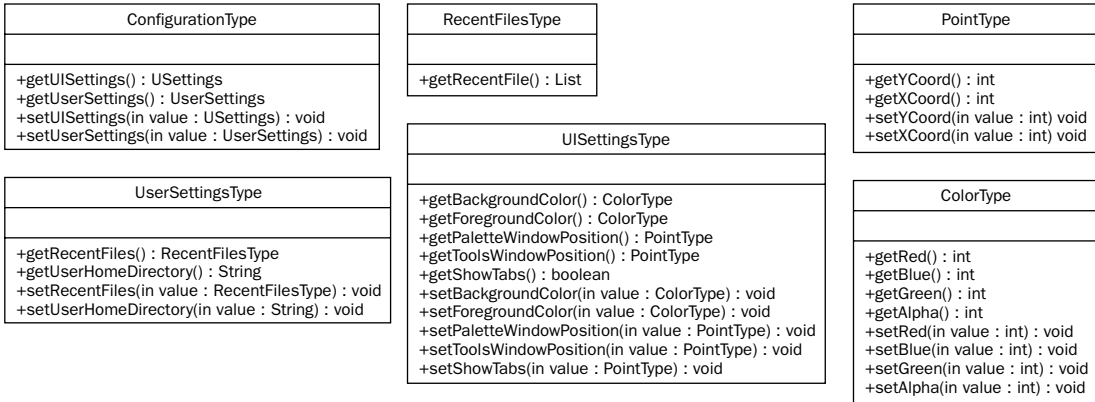 ConfigurationType
+getUISettings() : USettings
+getUserSettings() : UserSettings
+setUISettings(in value : USettings) : void
+setUserSettings(in value : UserSettings) : void
UserSettingsType
+getRecentFiles() : RecentFilesType
+getUserHomeDirectory() : String
+setRecentFiles(in value : RecentFilesType) : void
+setUserHomeDirectory(in value : String) : void
RecentFilesType
+getRecentFile() : List
UISettingsType
+getBackgroundColor() : ColorType
+getForegroundColor() : ColorType
+getPaletteWindowPosition() : PointType
+getToolsWindowPosition() : PointType
+getShowTabs() : boolean
+setBackgroundColor(in value : ColorType) : void
+setForegroundColor(in value : ColorType) : void
+setPaletteWindowPosition(in value : PointType) : void
+setToolsWindowPosition(in value : PointType) : void
+setShowTabs(in value : PointType) : void
PointType
+getYCoord() : int
+getXCoord() : int
+setYCoord(in value : int) void
+setXCoord(in value : int) void
ColorType
+getRed() : int
+getBlue() : int
+getGreen() : int
+getAlpha() : int
+setRed(in value : int) : void
+setBlue(in value : int) : void
+setGreen(in value : int) : void
+setAlpha(in value : int) : void